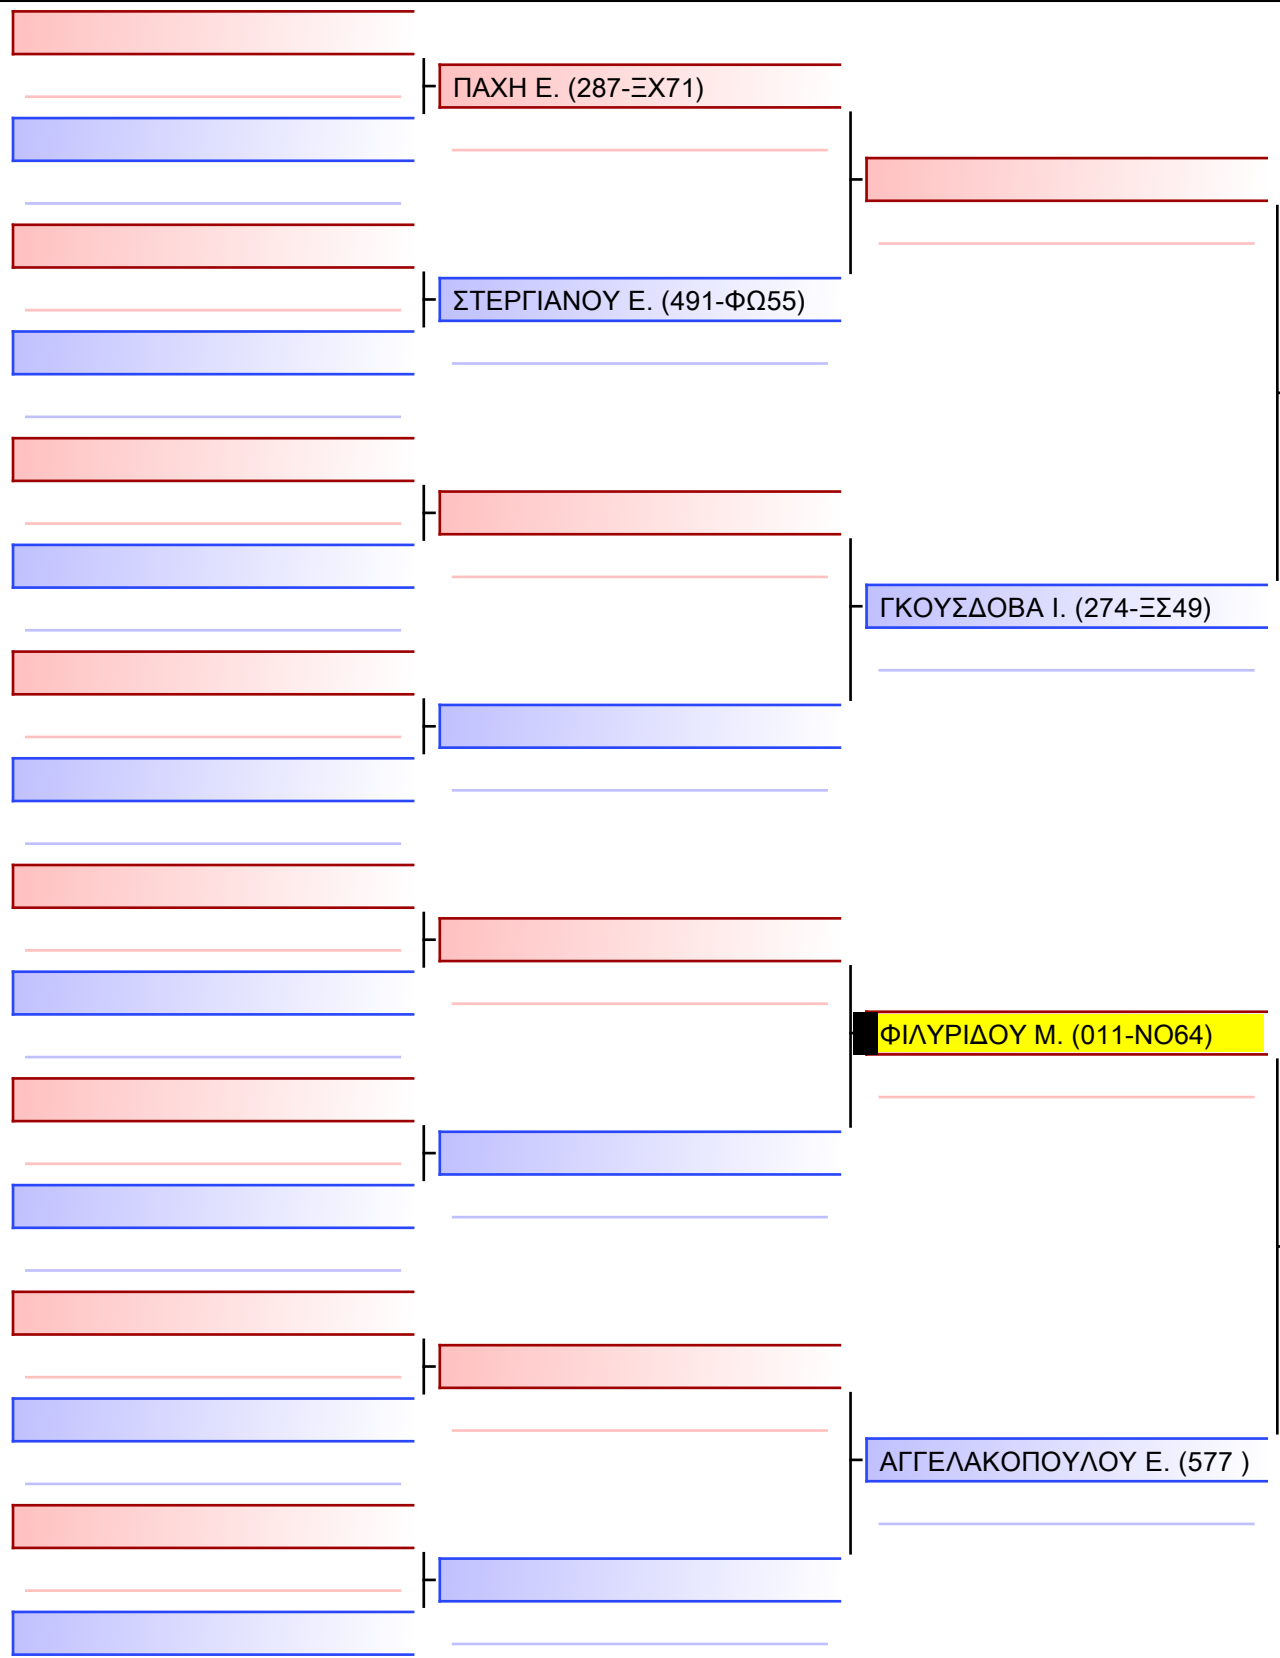 ΠΑΧΗ Ε. (287-ΞΧ71)
ΣΤΕΡΓΙΑΝΟΥ Ε. (491-ΦΩ55)
ΓΚΟΥΣΔΟΒΑ Ι. (274-ΞΣ49)
ΦΙΛΥΡΙΔΟΥ Μ. (011-ΝΟ64)
ΑΓΓΕΛΑΚΟΠΟΥΛΟΥ Ε. (577 )